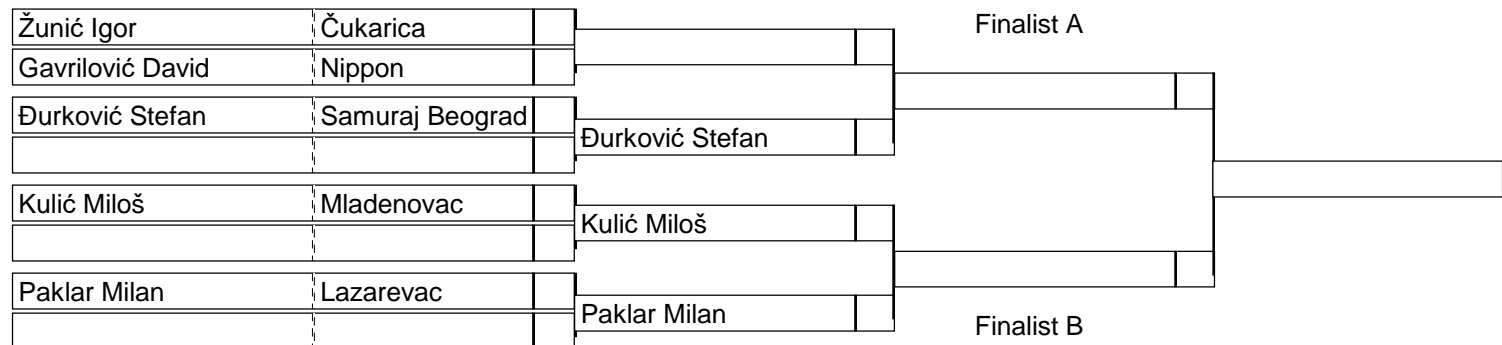 Žunić Igor Čukarica
Finalist A
Gavrilović David Nippon
Đurković Stefan Samuraj Beograd
Đurković Stefan
Kulić Miloš Mladenovac
Kulić Miloš
Paklar Milan Lazarevac
Paklar Milan
Finalist B